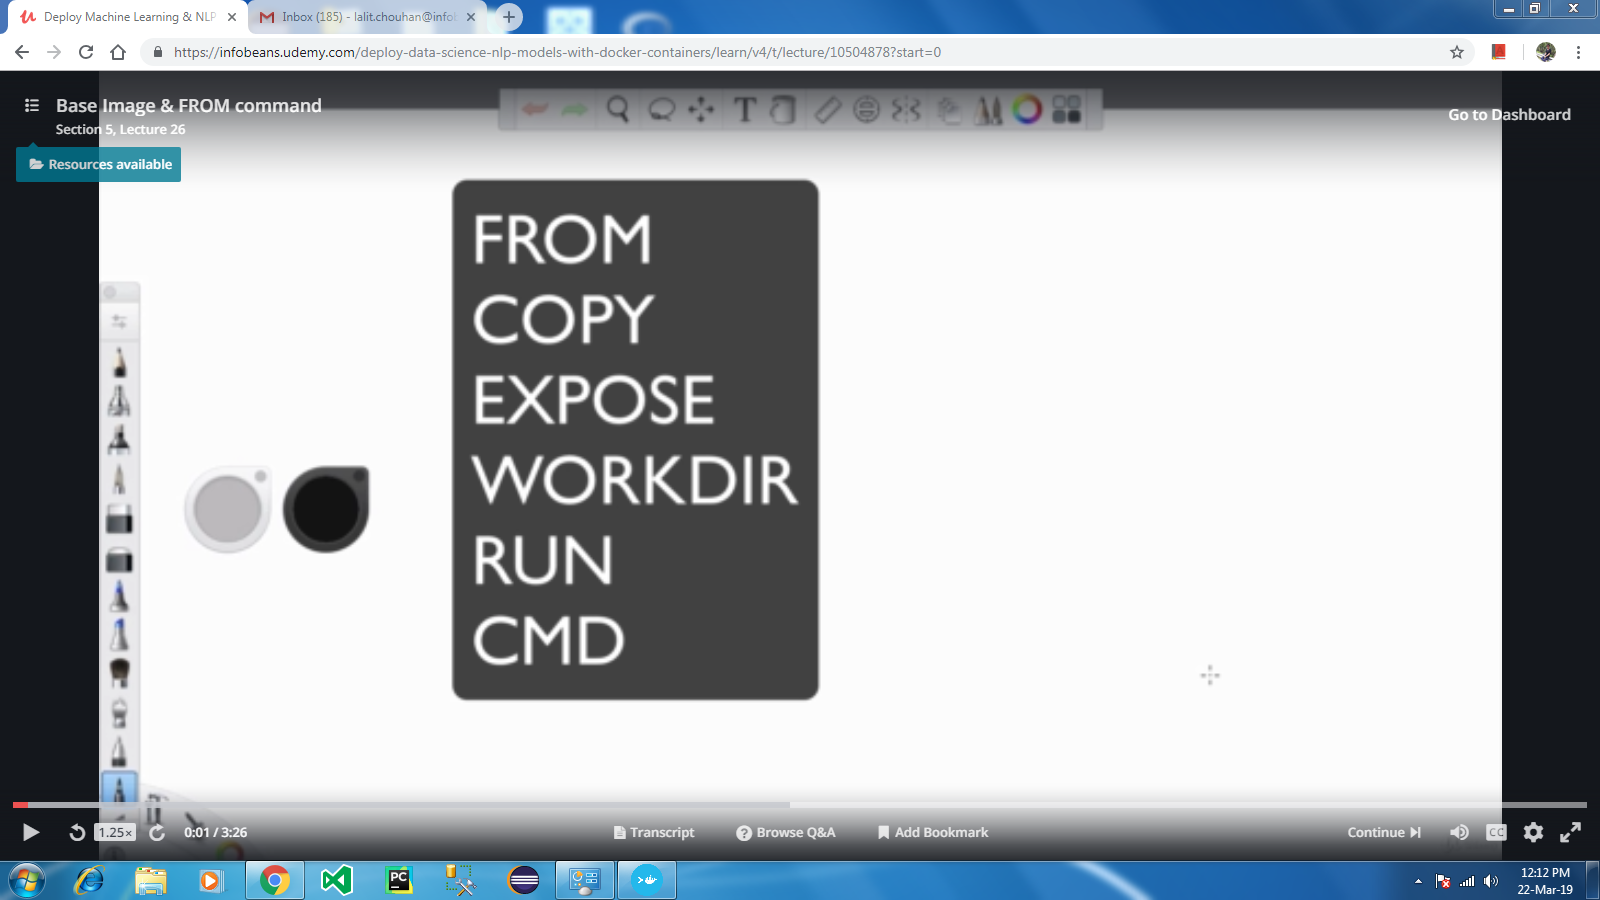 Deploy Machine Learning & NLP
Inbox (185) - lalit.chouhan@infob
https://infobeans.udemy.com/deploy-data-science-nlp-models-with-docker-containers/learn/v4/t/lecture/10504878?start=0
Base Image & FROM command
Section 5, Lecture 26
Go to Dashboard
Resources available
T
FROM
COPY
EXPOSE
WORKDIR
RUN
CMD
1.25x
0:01 / 3:26
Transcript
Browse Q&A
Add Bookmark
Continue
CC
PC
12:12 PM
22-Mar-19